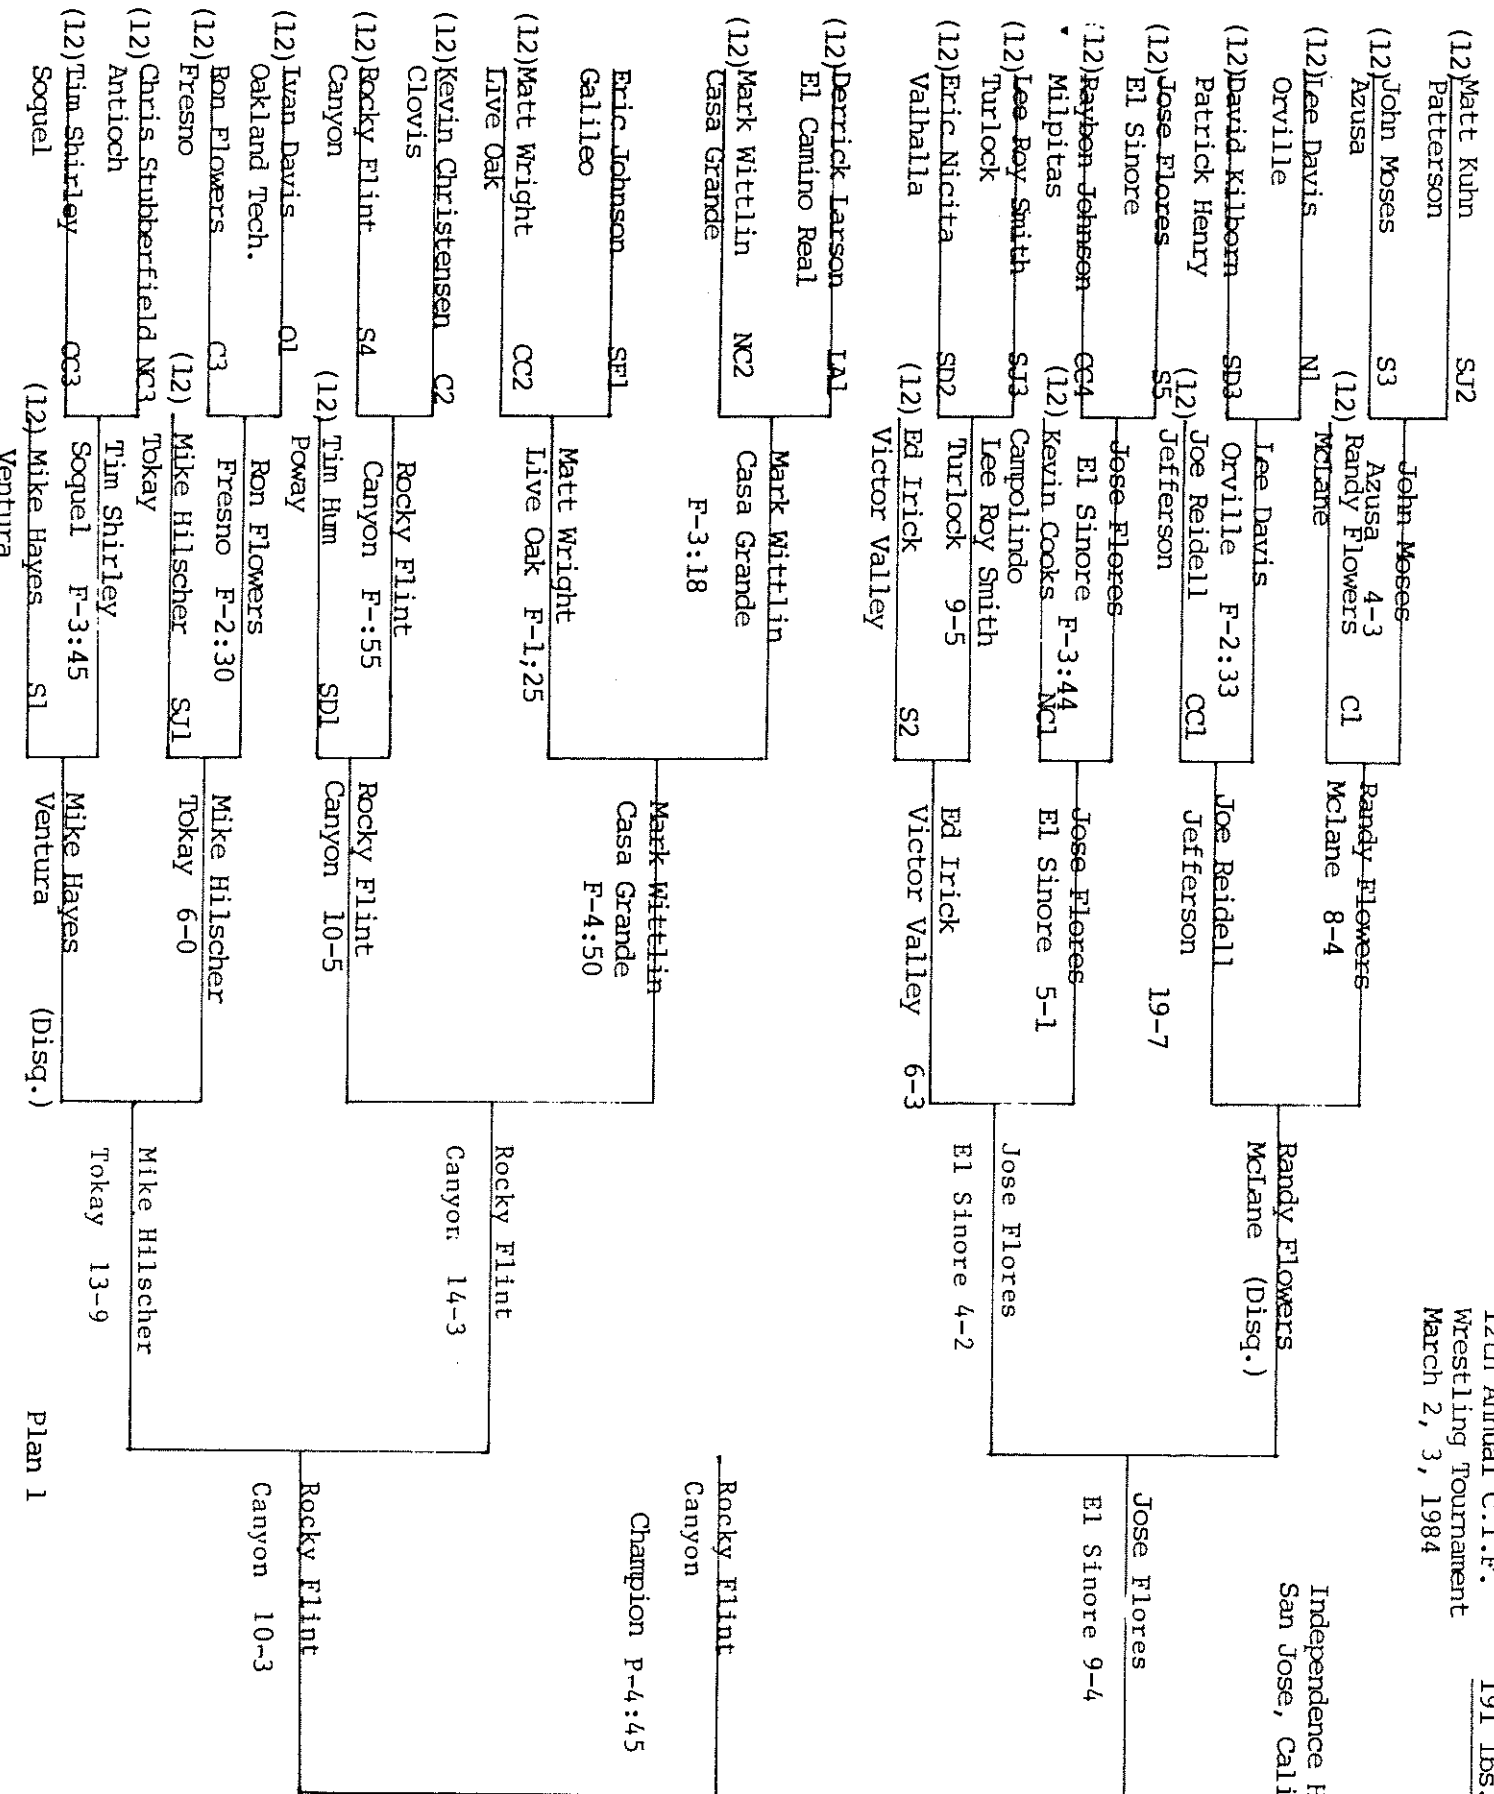 12th Annual C.I.F.
Wrestling Tournament
March 2, 3, 1984
191 lbs.
Independence
San Jose,
(12)Matt Kuhn SJ2
Patterson
(12)John Moses S3
Azusa
(12)Lee Davis N1
Orville
(12)David Kilborn SD3
Patrick Henry
(12)Jose Flores S5
El Sinore
(12)Raybon Johnson CC4
Milpitas
(12)Lee Roy Smith SJ3
Turlock
(12)Eric Nicita SD2
Valhalla
(12)Derrick Larson LA1
El Camino Real
(12)Mark Wittlin NC2
Casa Grande
Eric Johnson SF1
Galileo
(12)Matt Wright CC2
Live Oak
(12)Kevin Christensen C2
Clovis
(12)Rocky Flint S4
Canyon
(12)Ivan Davis O1
Oakland Tech.
(12)Ron Flowers C3
Fresno
(12)Chris Stubberfield NC3
Antioch
(12)Tim Shirley CC3
Soquel
John Moses
Azusa 4-3
(12) Randy Flowers C1
McLane
Lee Davis
Orville F-2:33
(12) Joe Reidell CC1
Jefferson
Jose Flores
El Sinore F-3:44
(12) Kevin Cooks NC1
Campolindo
Lee Roy Smith
Turlock 9-5
(12) Ed Irick S2
Victor Valley
Mark Wittlin
Casa Grande
F-3:18
Matt Wright
Live Oak F-1;25
Rocky Flint
Canyon F-:55
(12) Tim Hum SD1
Poway
Ron Flowers
Fresno F-2:30
(12) Mike Hilscher SJ1
Tokay
Tim Shirley
Soquel F-3:45
(12) Mike Hayes S1
Ventura
Randy Flowers
Mclane 8-4
Joe Reidell
Jefferson
19-7
Jose Flores
El Sinore 5-1
Ed Irick
Victor Valley 6-3
Mark Wittlin
Casa Grande
F-4:50
Rocky Flint
Canyon 10-5
Mike Hilscher
Tokay 6-0
Mike Hayes
Ventura (Disq.)
Randy Flowers
McLane (Disq.)
Jose Flores
El Sinore 4-2
Rocky Flint
Canyon 14-3
Mike Hilscher
Tokay 13-9
Jose Flores
El Sinore 9-4
Rocky Flint
Canyon
Champion P-4:45
Rocky Flint
Canyon 10-3
Plan 1